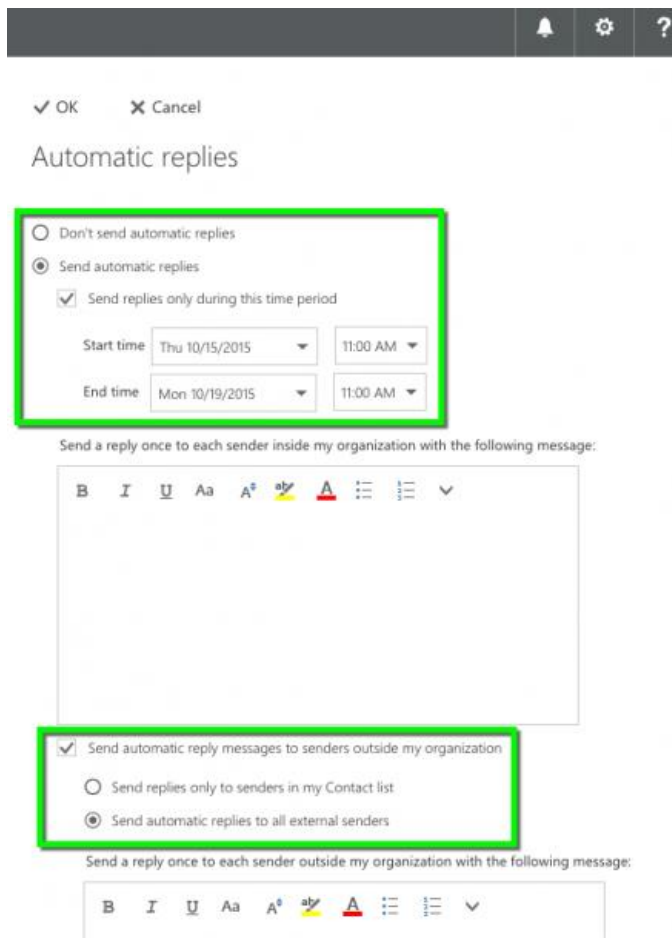 ?
OK Cancel
Automatic replies
Don't send automatic replies
Send automatic replies
Send replies only during this time period
Start time Thu 10/15/2015 11:00 AM
End time Mon 10/19/2015 11:00 AM
Send a reply once to each sender inside my organization with the following message:
B I U Aa A ab A
Send automatic reply messages to senders outside my organization
Send replies only to senders in my Contact list
Send automatic replies to all external senders
Send a reply once to each sender outside my organization with the following message:
B I U Aa A ab A